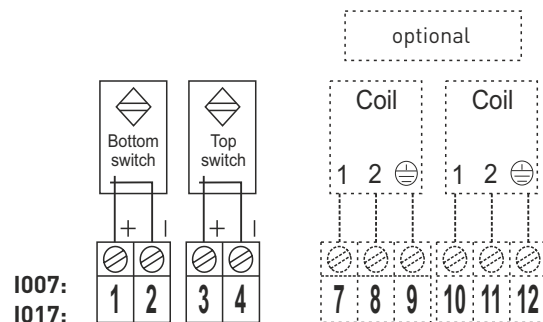 optional
Coil Coil
Bottom switch
Top switch
1 2 1 2
+ − + −
I007:
I017:
1 2 3 4 7 8 9 10 11 12